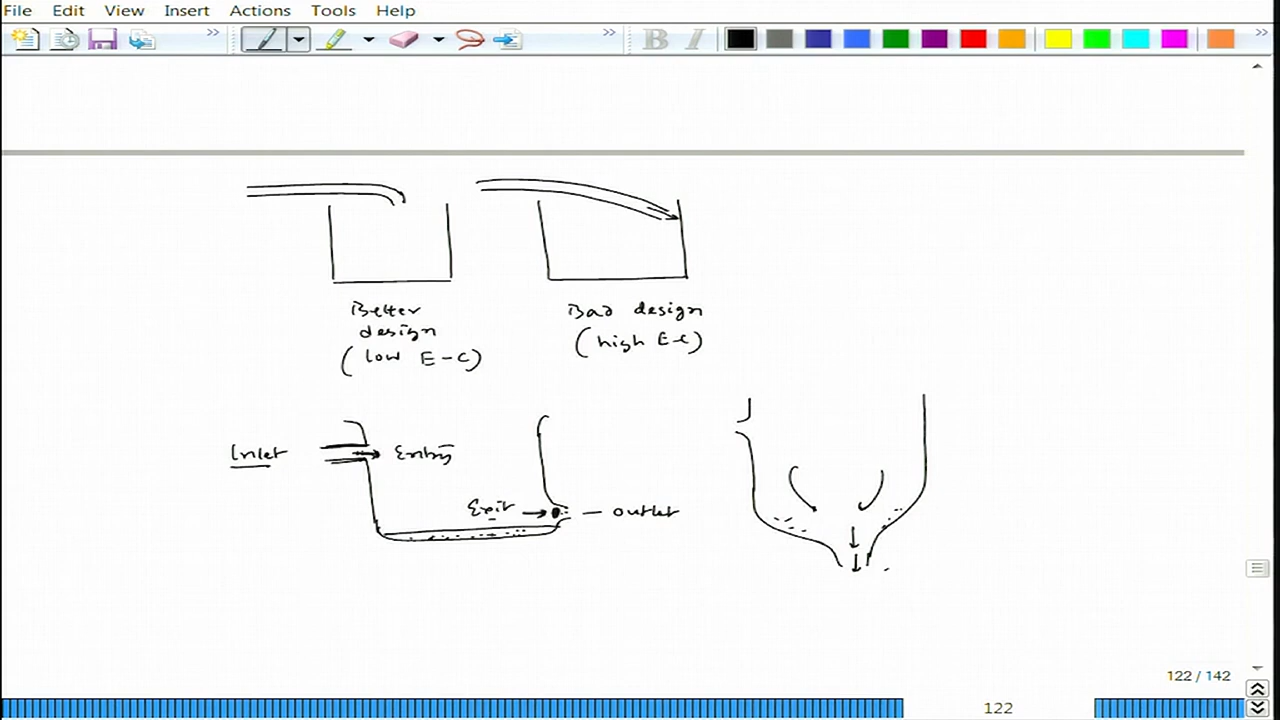 File Edit View Insert Actions Tools Help
B I
Better
design
(low E-C)
Bad design
(high E-C)
Inlet
Entry
Exit
outlet
122 / 142
122